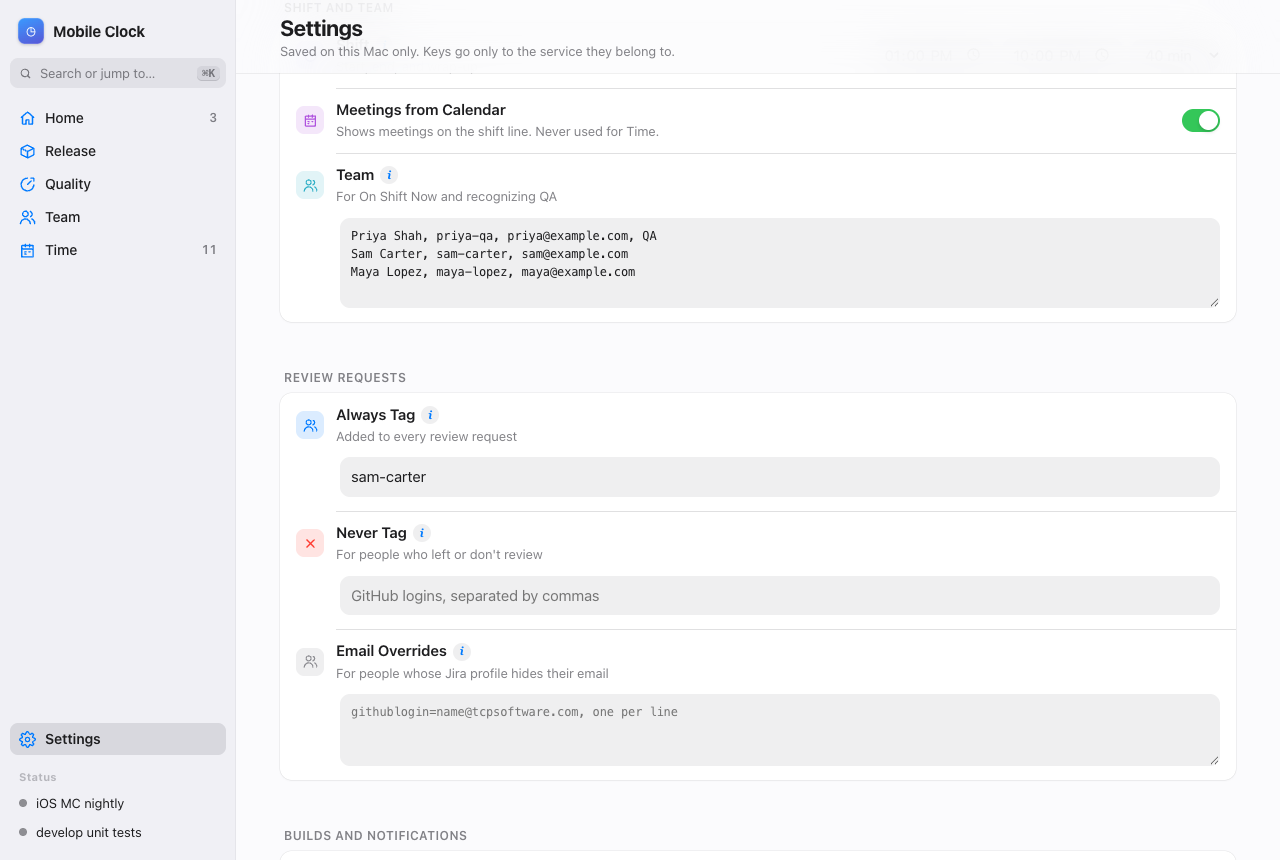 Mobile Clock
Search or jump to...
⌘K
Home
3
Release
Quality
Team
Time
11
Settings
Status
iOS MC nightly
develop unit tests
SHIFT AND TEAM
Settings
Saved on this Mac only. Keys go only to the service they belong to.
Meetings from Calendar
Shows meetings on the shift line. Never used for Time.
Team i
For On Shift Now and recognizing QA
Priya Shah, priya-qa, priya@example.com, QA
Sam Carter, sam-carter, sam@example.com
Maya Lopez, maya-lopez, maya@example.com
REVIEW REQUESTS
Always Tag i
Added to every review request
sam-carter
Never Tag i
For people who left or don't review
GitHub logins, separated by commas
Email Overrides i
For people whose Jira profile hides their email
githublogin=name@tcpsoftware.com, one per line
BUILDS AND NOTIFICATIONS